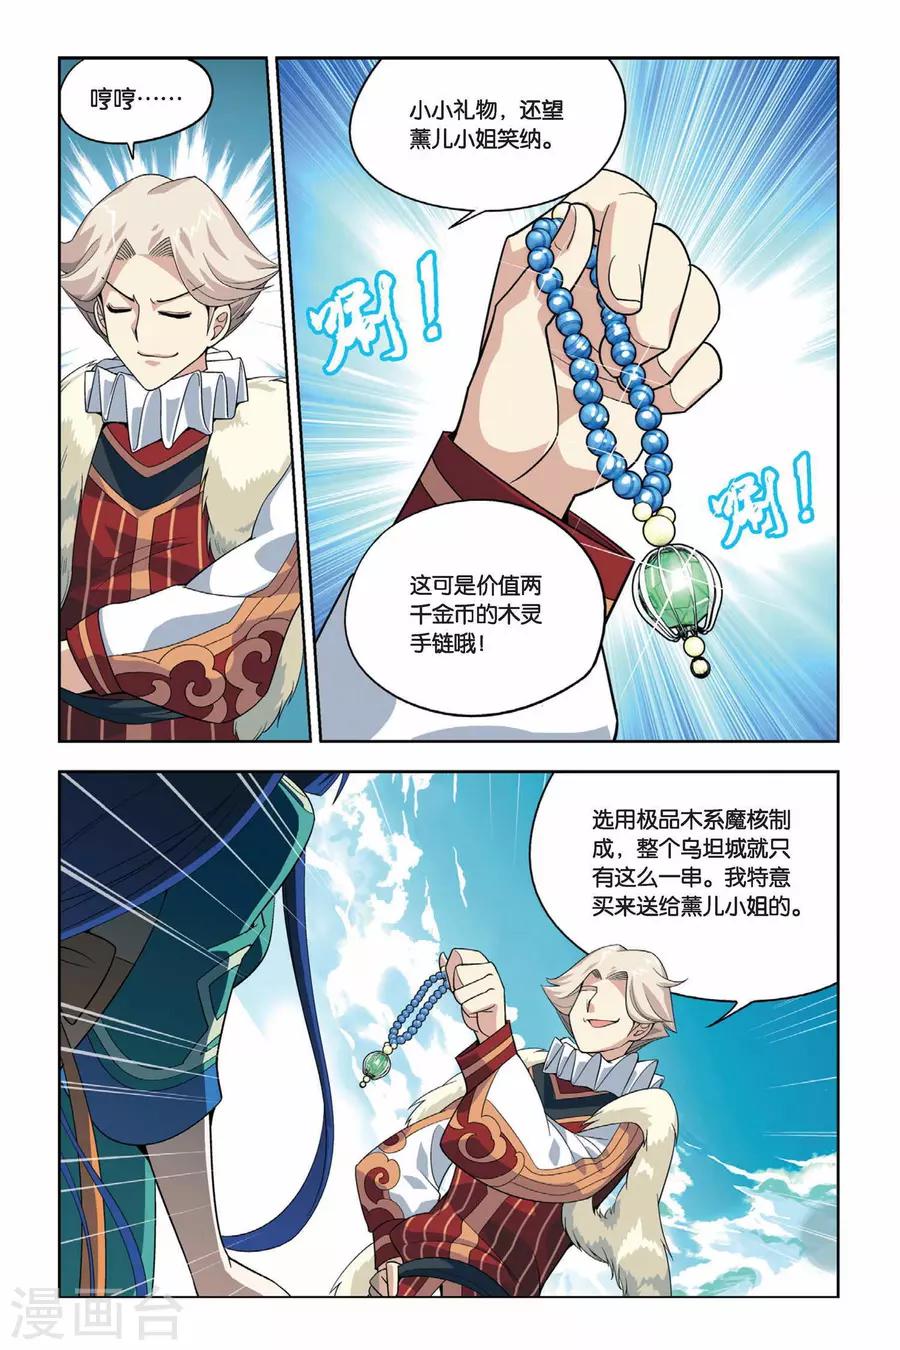 哼哼……
小小礼物，还望
薰儿小姐笑纳。
唰！
唰！
这可是价值两
千金币的木灵
手链哦！
选用极品木系魔核制
成，整个乌坦城就只
有这么一串。我特意
买来送给薰儿小姐的。
漫画台